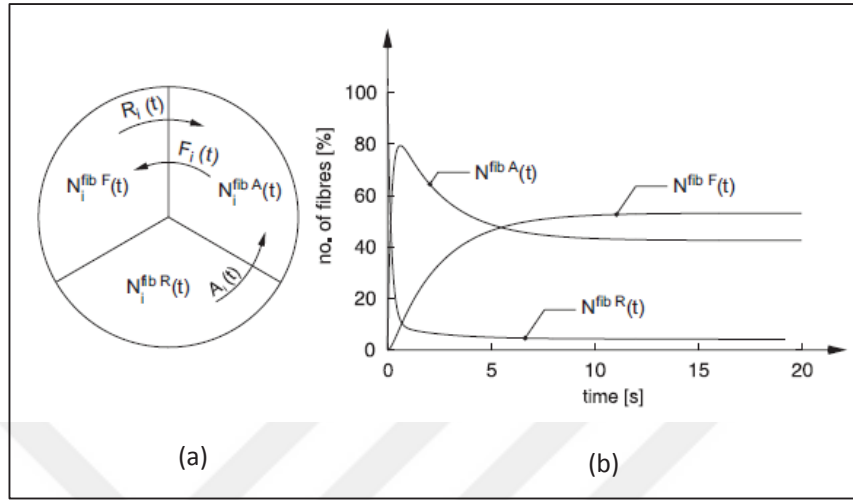 R_i (t)
F_i (t)
N_i^{fib F}(t)
N_i^{fib A}(t)
N_i^{fib R}(t)
A_i(t)
(a)
no. of fibres [%]
100
80
60
40
20
0
N^{fib A}(t)
N^{fib F}(t)
N^{fib R}(t)
0 5 10 15 20
time [s]
(b)